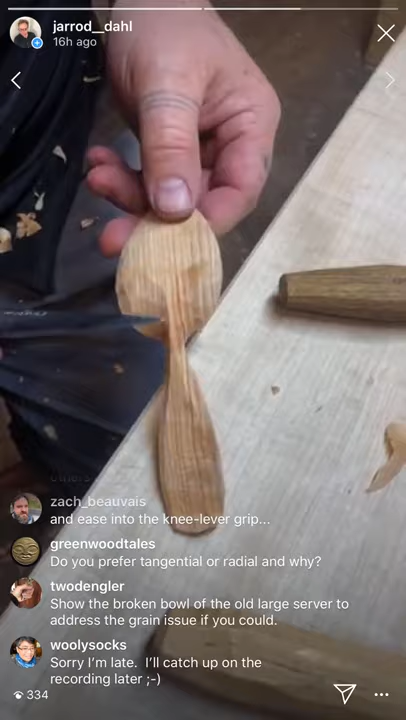 jarrod__dahl
16h ago
zach_beauvais
and ease into the knee-lever grip...
greenwoodtales
Do you prefer tangential or radial and why?
twodengler
Show the broken bowl of the old large server to
address the grain issue if you could.
woolysocks
Sorry I'm late.  I'll catch up on the
recording later ;-)
334